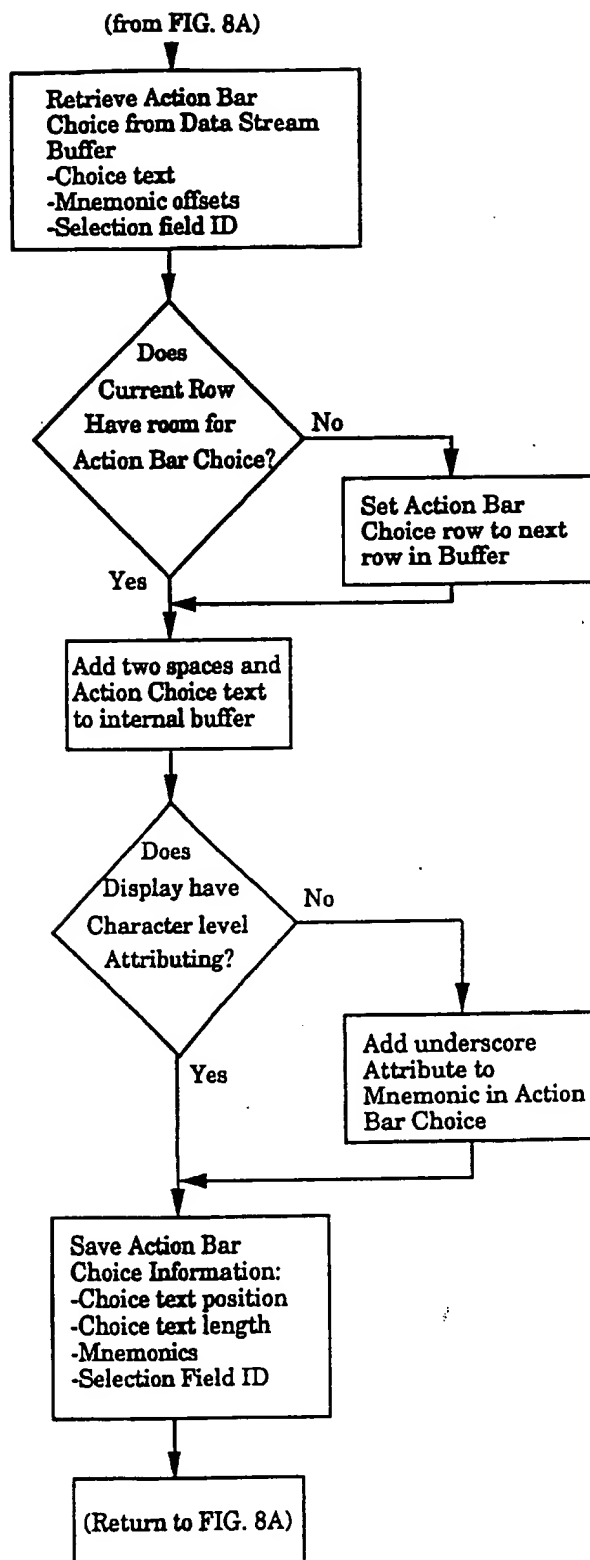 (from FIG. 8A)
Retrieve Action Bar
Choice from Data Stream
Buffer
-Choice text
-Mnemonic offsets
-Selection field ID
Does
Current Row
Have room for
Action Bar Choice?
No
Set Action Bar
Choice row to next
row in Buffer
Yes
Add two spaces and
Action Choice text
to internal buffer
Does
Display have
Character level
Attributing?
No
Add underscore
Attribute to
Mnemonic in Action
Bar Choice
Yes
Save Action Bar
Choice Information:
-Choice text position
-Choice text length
-Mnemonics
-Selection Field ID
(Return to FIG. 8A)